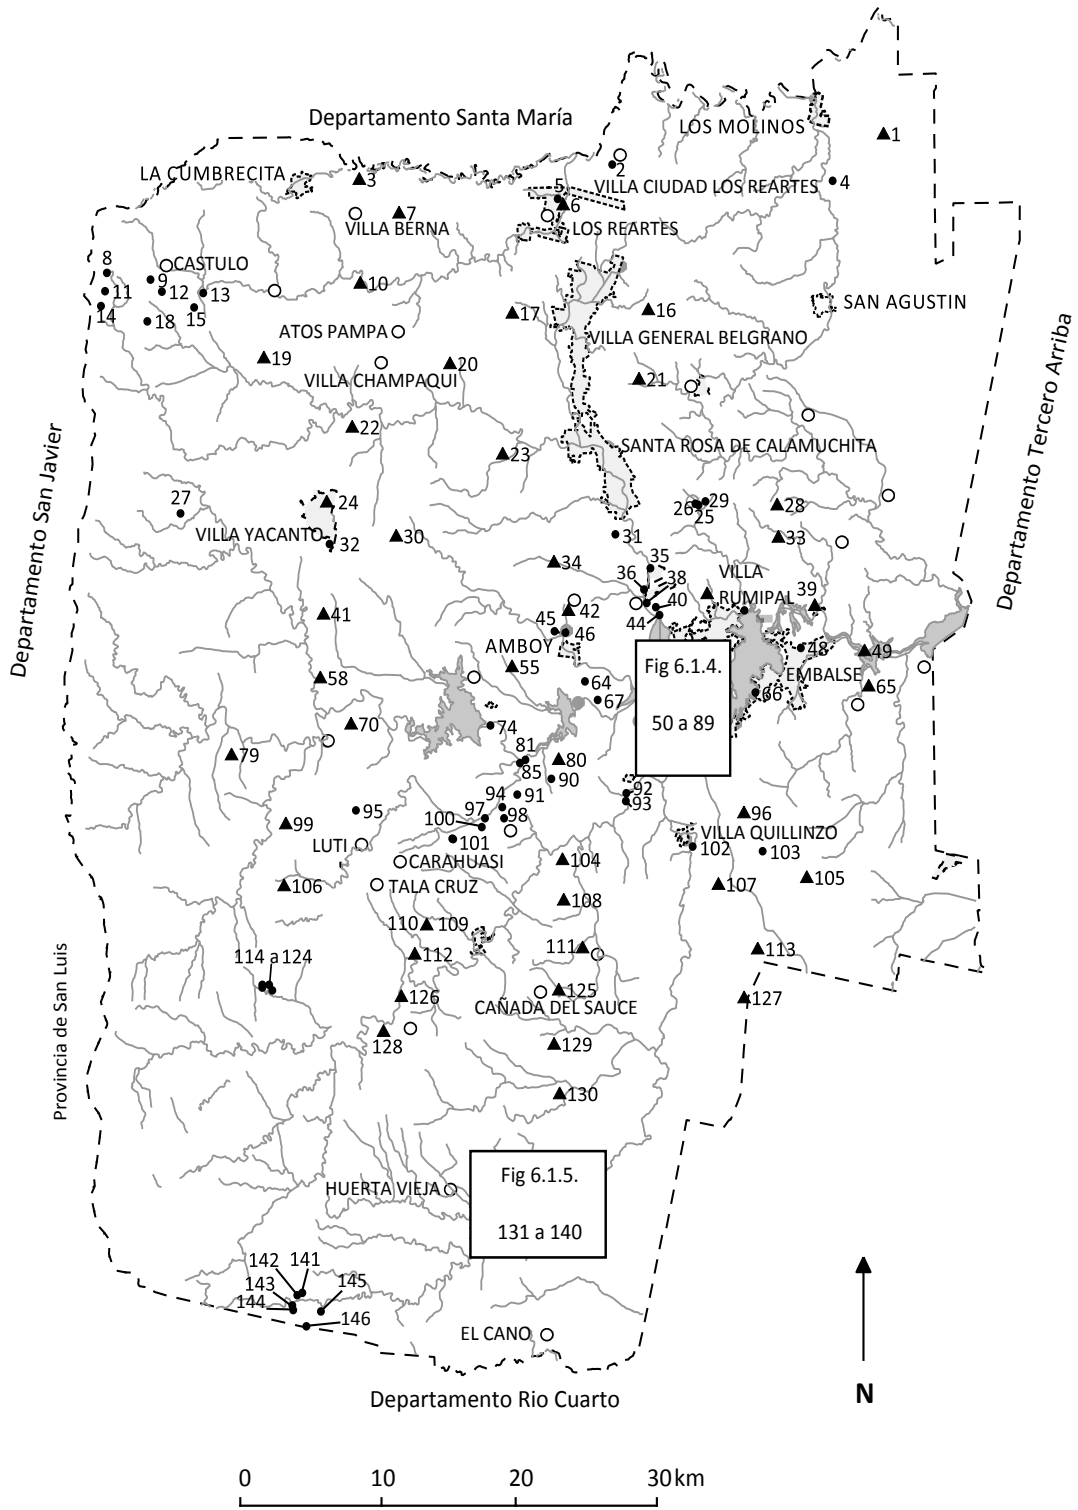 Departamento Santa María
LOS MOLINOS
1
LA CUMBRECITA
3
2
VILLA CIUDAD LOS REARTES
4
5
6
7
VILLA BERNA
LOS REARTES
8
CASTULO
9
10
11
12
13
14
15
18
17
16
SAN AGUSTIN
ATOS PAMPA
VILLA GENERAL BELGRANO
19
20
VILLA CHAMPAQUI
21
22
23
SANTA ROSA DE CALAMUCHITA
Departamento Tercero Arriba
Departamento San Javier
27
24
26
29
25
28
VILLA YACANTO
32
30
31
33
34
35
36
38
VILLA
RUMIPAL
39
40
41
42
44
45
46
AMBOY
48
49
55
Fig 6.1.4.
50 a 89
EMBALSE
58
64
65
66
67
70
74
79
81
80
85
90
91
92
93
94
95
96
97
98
99
100
101
LUTI
VILLA QUILLINZO
102
103
CARAHUASI
104
105
106
TALA CRUZ
107
108
110
109
111
112
113
114 a 124
125
126
127
CAÑADA DEL SAUCE
128
129
130
Provincia de San Luis
Fig 6.1.5.
131 a 140
HUERTA VIEJA
142
141
143
145
144
146
EL CANO
Departamento Rio Cuarto
N
0
10
20
30 km